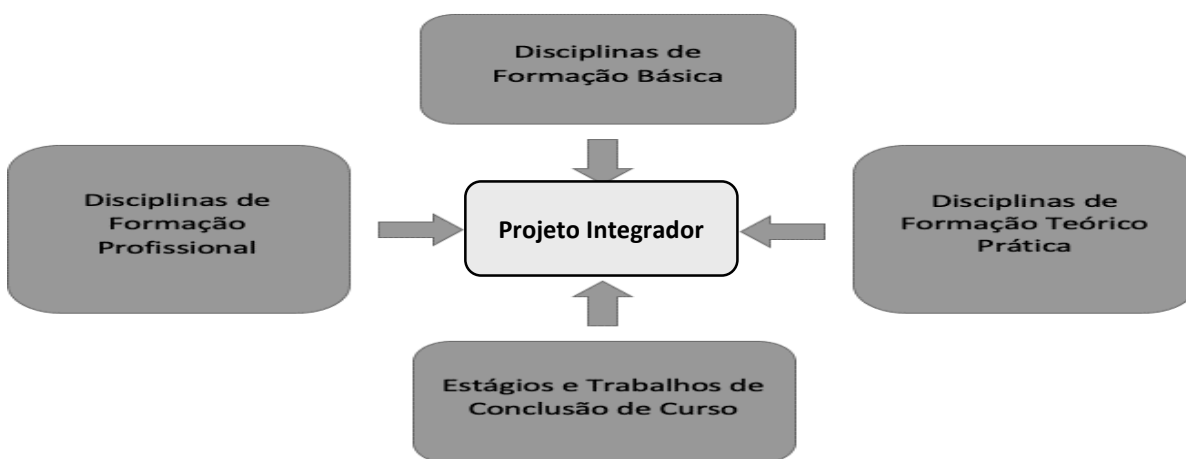 Disciplinas de
Formação Básica
Disciplinas de
Formação
Profissional
Projeto Integrador
Disciplinas de
Formação Teórico
Prática
Estágios e Trabalhos de
Conclusão de Curso